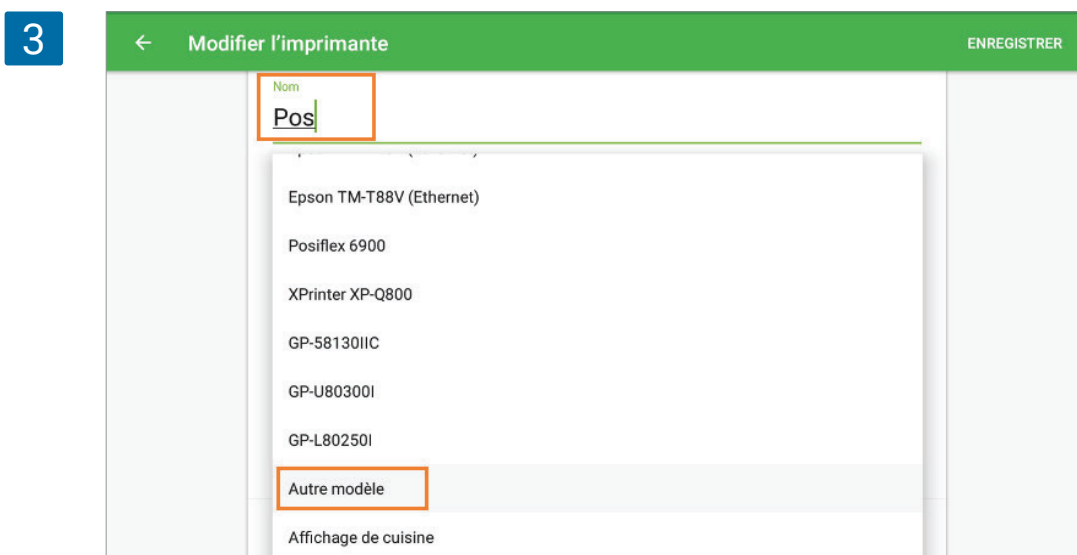 3
Modifier l'imprimante
ENREGISTRER
Nom
Pos
Epson TM-T88V (Ethernet)
Posiflex 6900
XPrinter XP-Q800
GP-58130IIC
GP-U80300I
GP-L80250I
Autre modèle
Affichage de cuisine